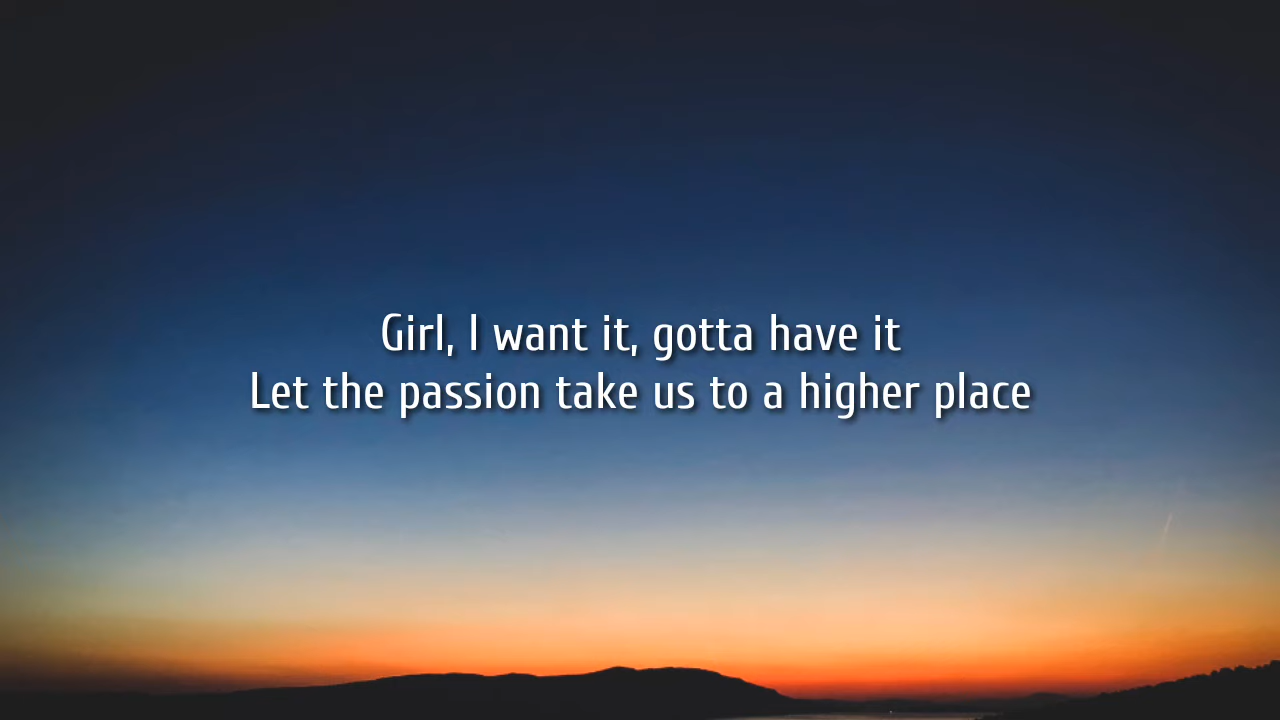 Girl, I want it, gotta have it
Let the passion take us to a higher place